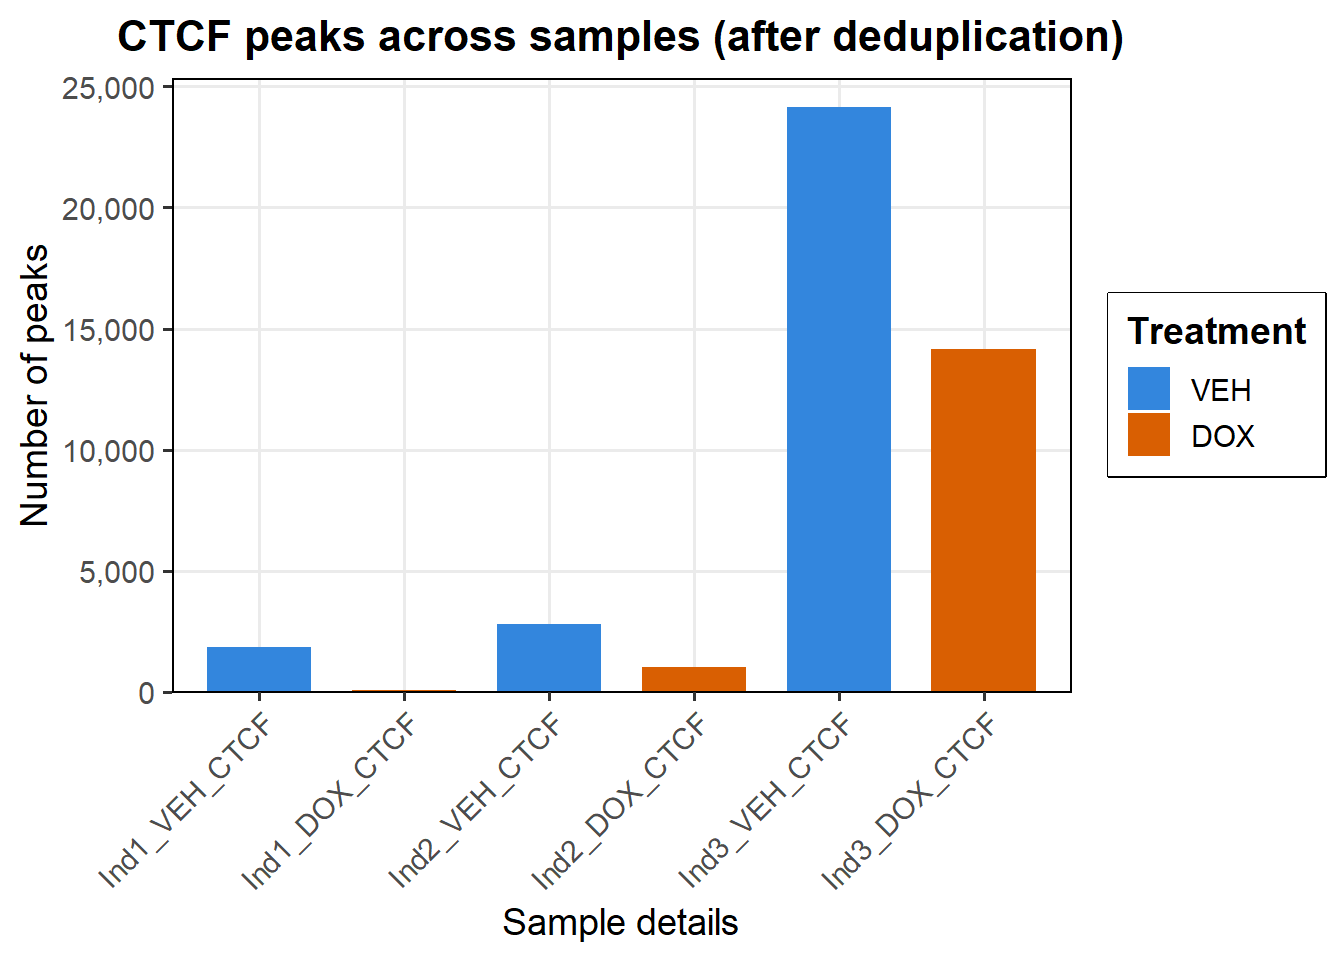 CTCF peaks across samples (after deduplication)
Number of peaks
25,000
20,000
15,000
10,000
5,000
0
Ind1_VEH_CTCF
Ind1_DOX_CTCF
Ind2_VEH_CTCF
Ind2_DOX_CTCF
Ind3_VEH_CTCF
Ind3_DOX_CTCF
Sample details
Treatment
VEH
DOX